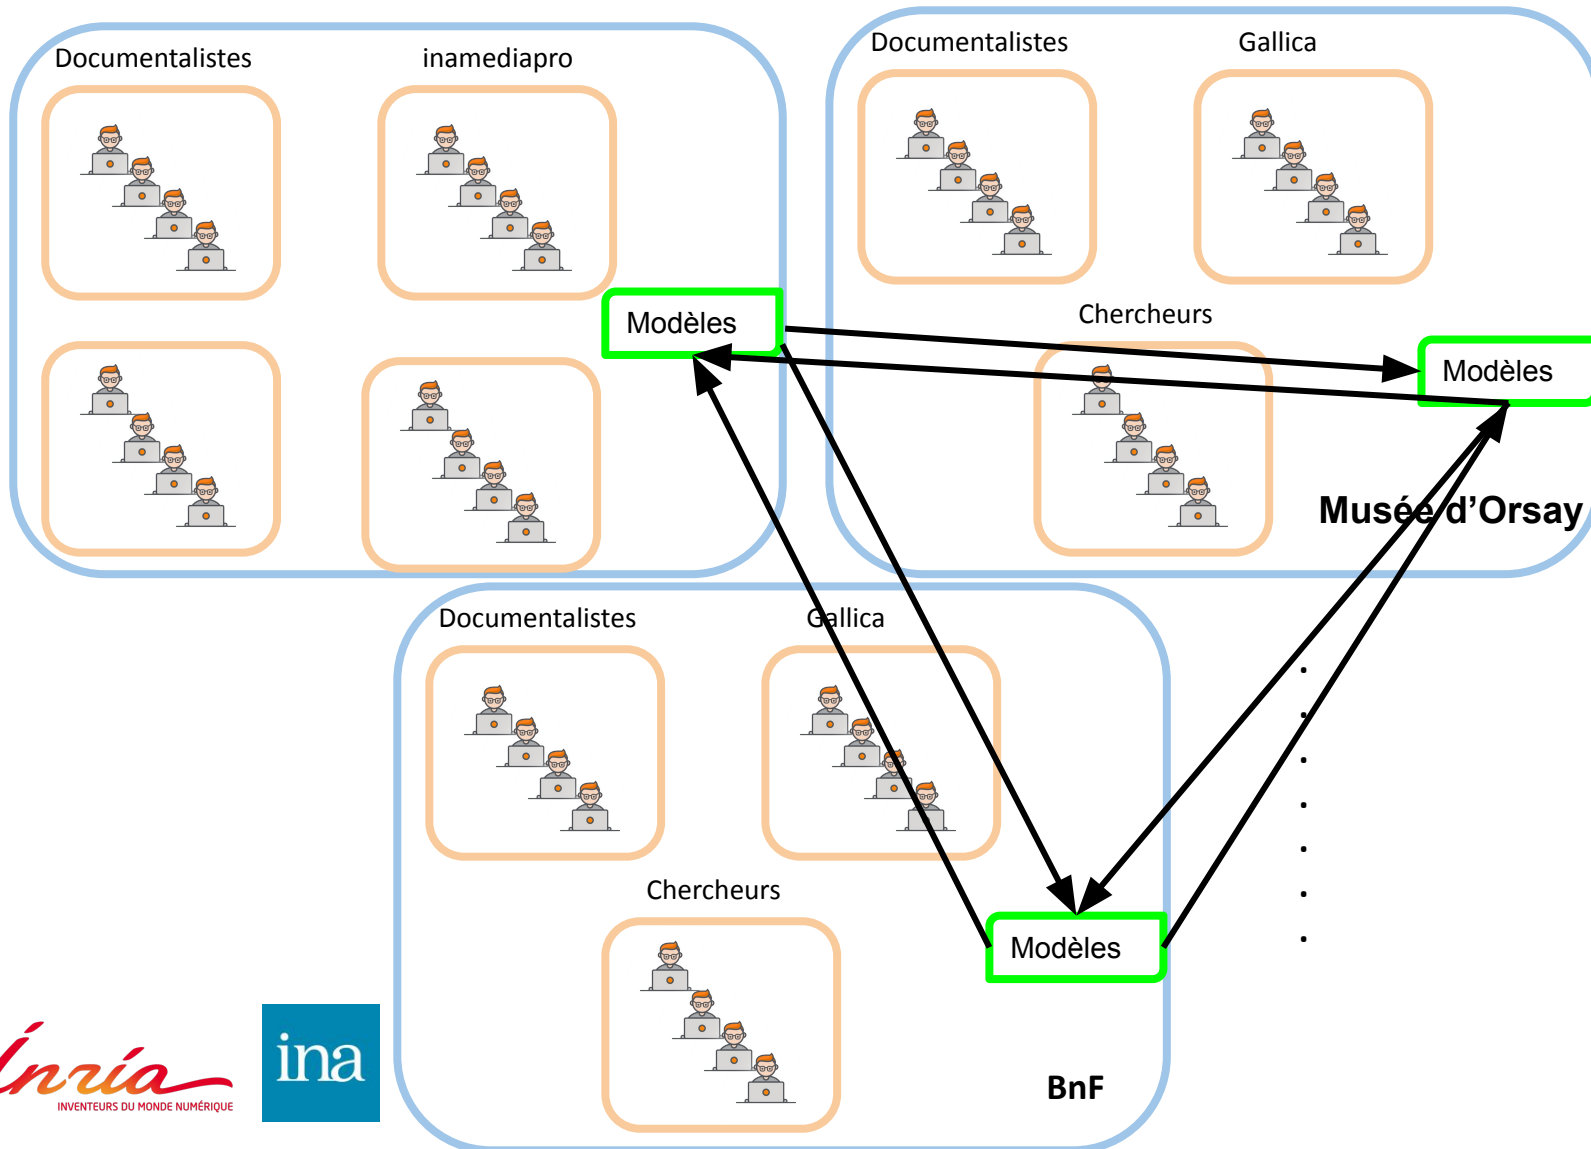 Documentalistes
inamediapro
Modèles
Documentalistes
Gallica
Chercheurs
Modèles
Musée d’Orsay
Documentalistes
Gallica
Chercheurs
Modèles
BnF
Inría
INVENTEURS DU MONDE NUMÉRIQUE
ina